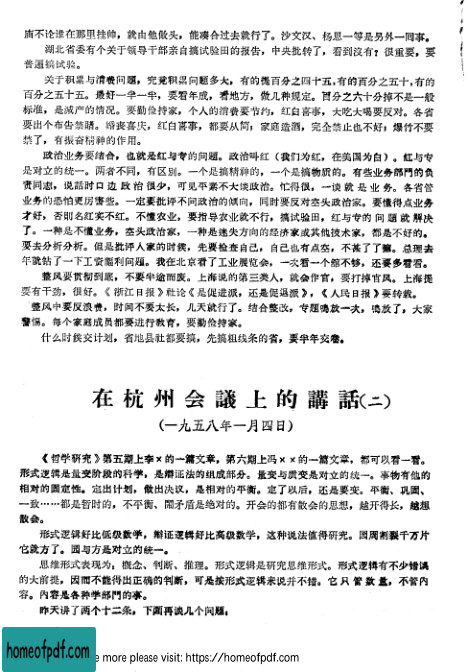 庙不论谁在那里挂帅，就由他做头，能凑合过去就行了。沙文汉、杨思一等是另外一回事。
湖北省委有个关于领导干部亲自搞试验田的报告，中央批转了，看到没有？很重要，要
普遍搞试验。
关于积累与消费问题，究竟积累问题多大，有的提百分之四十五，有的百分之五十，有的
百分之五十五。最好一学一半，要看年成，看地方，做几种规定。百分之六十分掉不是一般
标准，是减产的情况。要勤俭持家，个人的消费要节约，红白喜事，大吃大喝要反对。各省
要出个布告禁赌。婚丧喜庆，红白喜事，都要从简，家庭造酒，完全禁止也不好；爆竹不要
禁了，有振奋精神的作用。
政治业务要结合，也就是红与专的问题。政治叫红（我们为红，在美国为白）。红与专
是对立的统一。两者不同，有区别。一个是搞精神的，一个是搞物质的。有些业务部門的负
责同志，说話时口边政治很少，可见平素不大谈政治。忙得很，一谈就是业务。各省管
业务的恐怕更厉害些。一定要批评不问政治的倾向，同时要反对空头政治家。要懂得点业务
才好，否则名红实不红。不懂农业，要指导农业就不行，搞试验田，红与专的问题就解决
了。一种是不懂业务，空头政治家，一种是迷失方向的经济家或其他技术家，都是不好的。
要去分析分析。但是批评人家的时候，先要检查自己，自己也有点空，不甚了了嘛。总理去
年就钻了一下工资福利问题。我在北京看了工业展览会，一次看一个馆不够，还要多看看。
整风要贯彻到底，不要半途而废。上海说的第三类人，就会作官，要打掉官风。上海提
要有干劲，很好。《浙江日报》社论《是促进派，还是促退派》，《人民日报》要转载。
整风中要反浪费，时间不要太长，几天就行了。结合整改，专题鸣放一次，鸣放了，大家
警惕。每个家庭成员都要进行教育，要勤俭持家。
什么时候交计划，省地县社都要搞，先搞粗线条的省，要半年交卷。
在杭州会議上的講話(二)
(一九五八年一月四日)
《哲学研究》第五期上李×的一篇文章，第六期上冯××的一篇文章，都可以看一看。
形式逻辑是量变阶段的科学，是辯证法的組成部分。量变与质变是对立的统一。事物有他的
相对的固定性。定出计划，做出决议，是相对的平衡。定了以后，还是要变。平衡、巩固、
一致……都是暂时的，不平衡、閙矛盾是绝对的。开会的都有散会的思想，越开得长，越想
散会。
形式逻辑好比低级数学，辯证逻辑好比高级数学，这种说法值得研究。因周割裂千万片
它就方了。因与方是对立的统一。
思维形式表现为：概念、判断、推理。形式逻辑是研究思维形式。形式逻辑有不少错误
的大前提，因而不能得出正确的判断，可是按形式逻辑来说并不错。它只管数量，不管内
容。內容是各种学部門的事。
昨天讲了两个十二条，下面再谈几个问题：
homeofpdf.com
e more please visit: https://homeofpdf.com